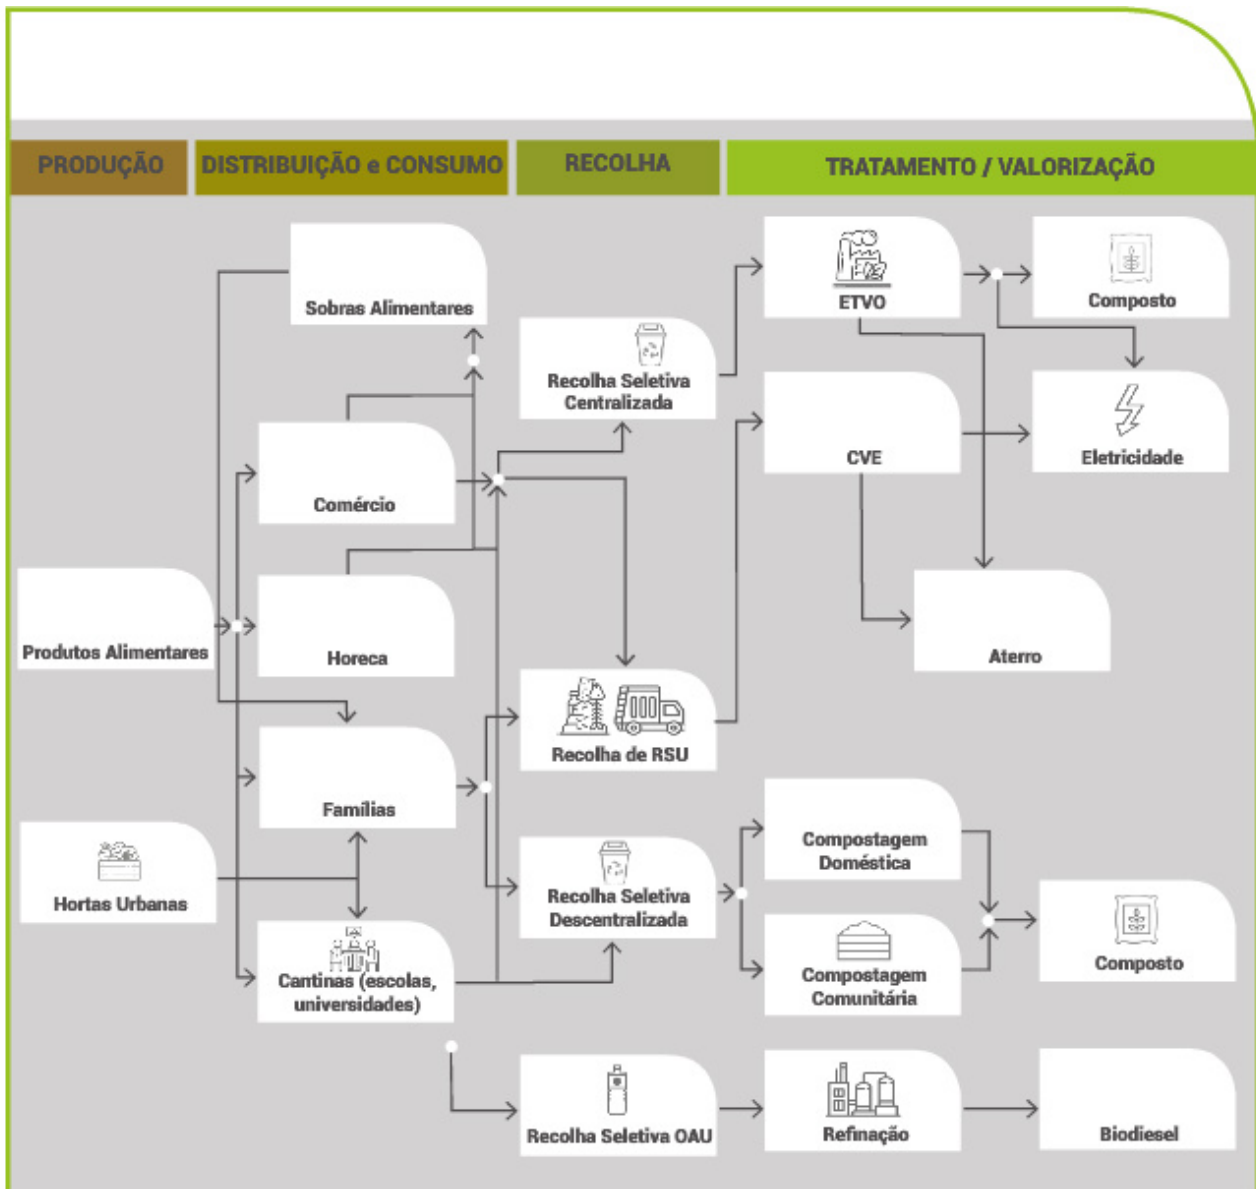 PRODUÇÃO
DISTRIBUIÇÃO e CONSUMO
RECOLHA
TRATAMENTO / VALORIZAÇÃO
Sobras Alimentares
Comércio
Produtos Alimentares
Horeca
Famílias
Hortas Urbanas
Cantinas (escolas,
universidades)
Recolha Seletiva
Centralizada
Recolha de RSU
Recolha Seletiva
Descentralizada
Recolha Seletiva OAU
ETVO
Composto
CVE
Eletricidade
Aterro
Compostagem
Doméstica
Compostagem
Comunitária
Composto
Refinação
Biodiesel